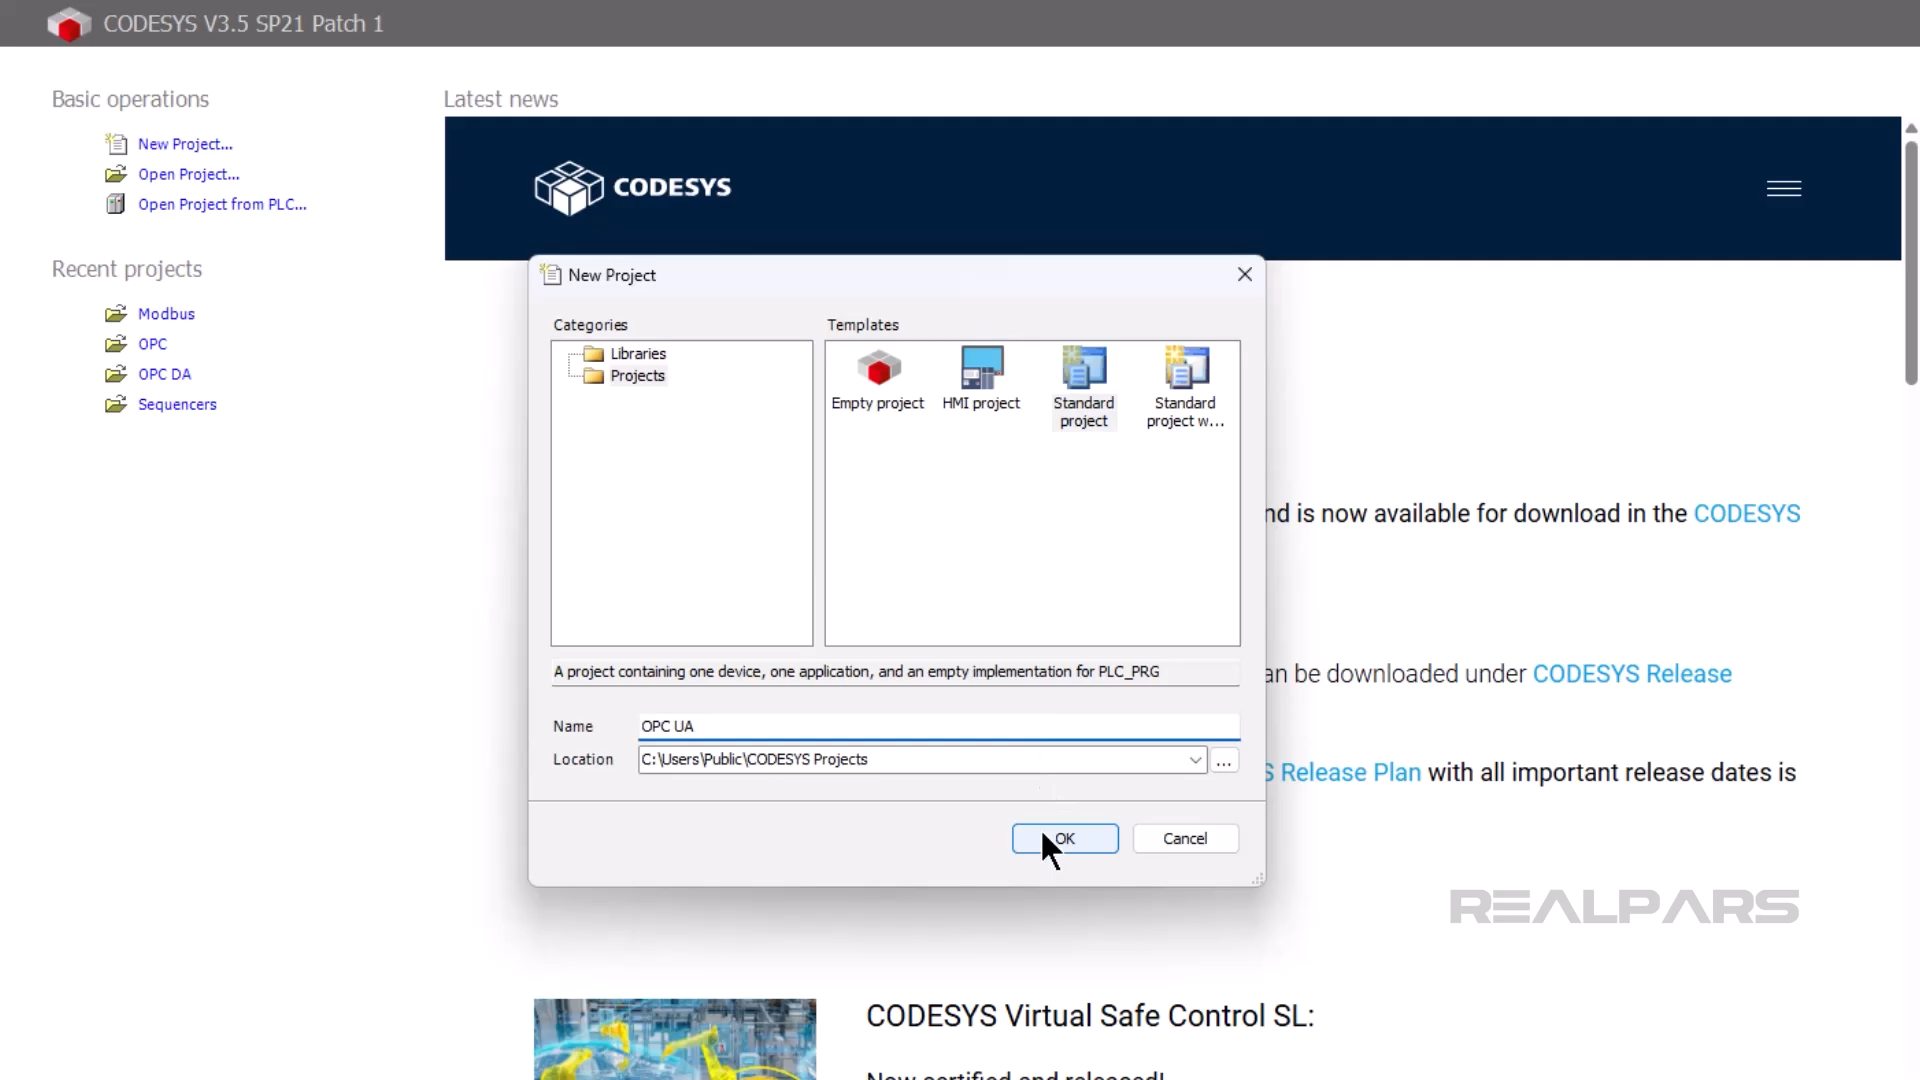 CODESYS V3.5 SP21 Patch 1
Basic operations
New Project...
Open Project...
Open Project from PLC...
Recent projects
Modbus
OPC
OPC DA
Sequencers
Latest news
CODESYS
New Project
Categories
Libraries
Projects
Templates
Empty project
HMI project
Standard
project
Standard
project w...
A project containing one device, one application, and an empty implementation for PLC_PRG
Name
OPC UA
Location
C:\Users\Public\CODESYS Projects
...
OK
Cancel
nd is now available for download in the CODESYS
an be downloaded under CODESYS Release
S Release Plan with all important release dates is
REALPARS
CODESYS Virtual Safe Control SL:
Now certified and released!